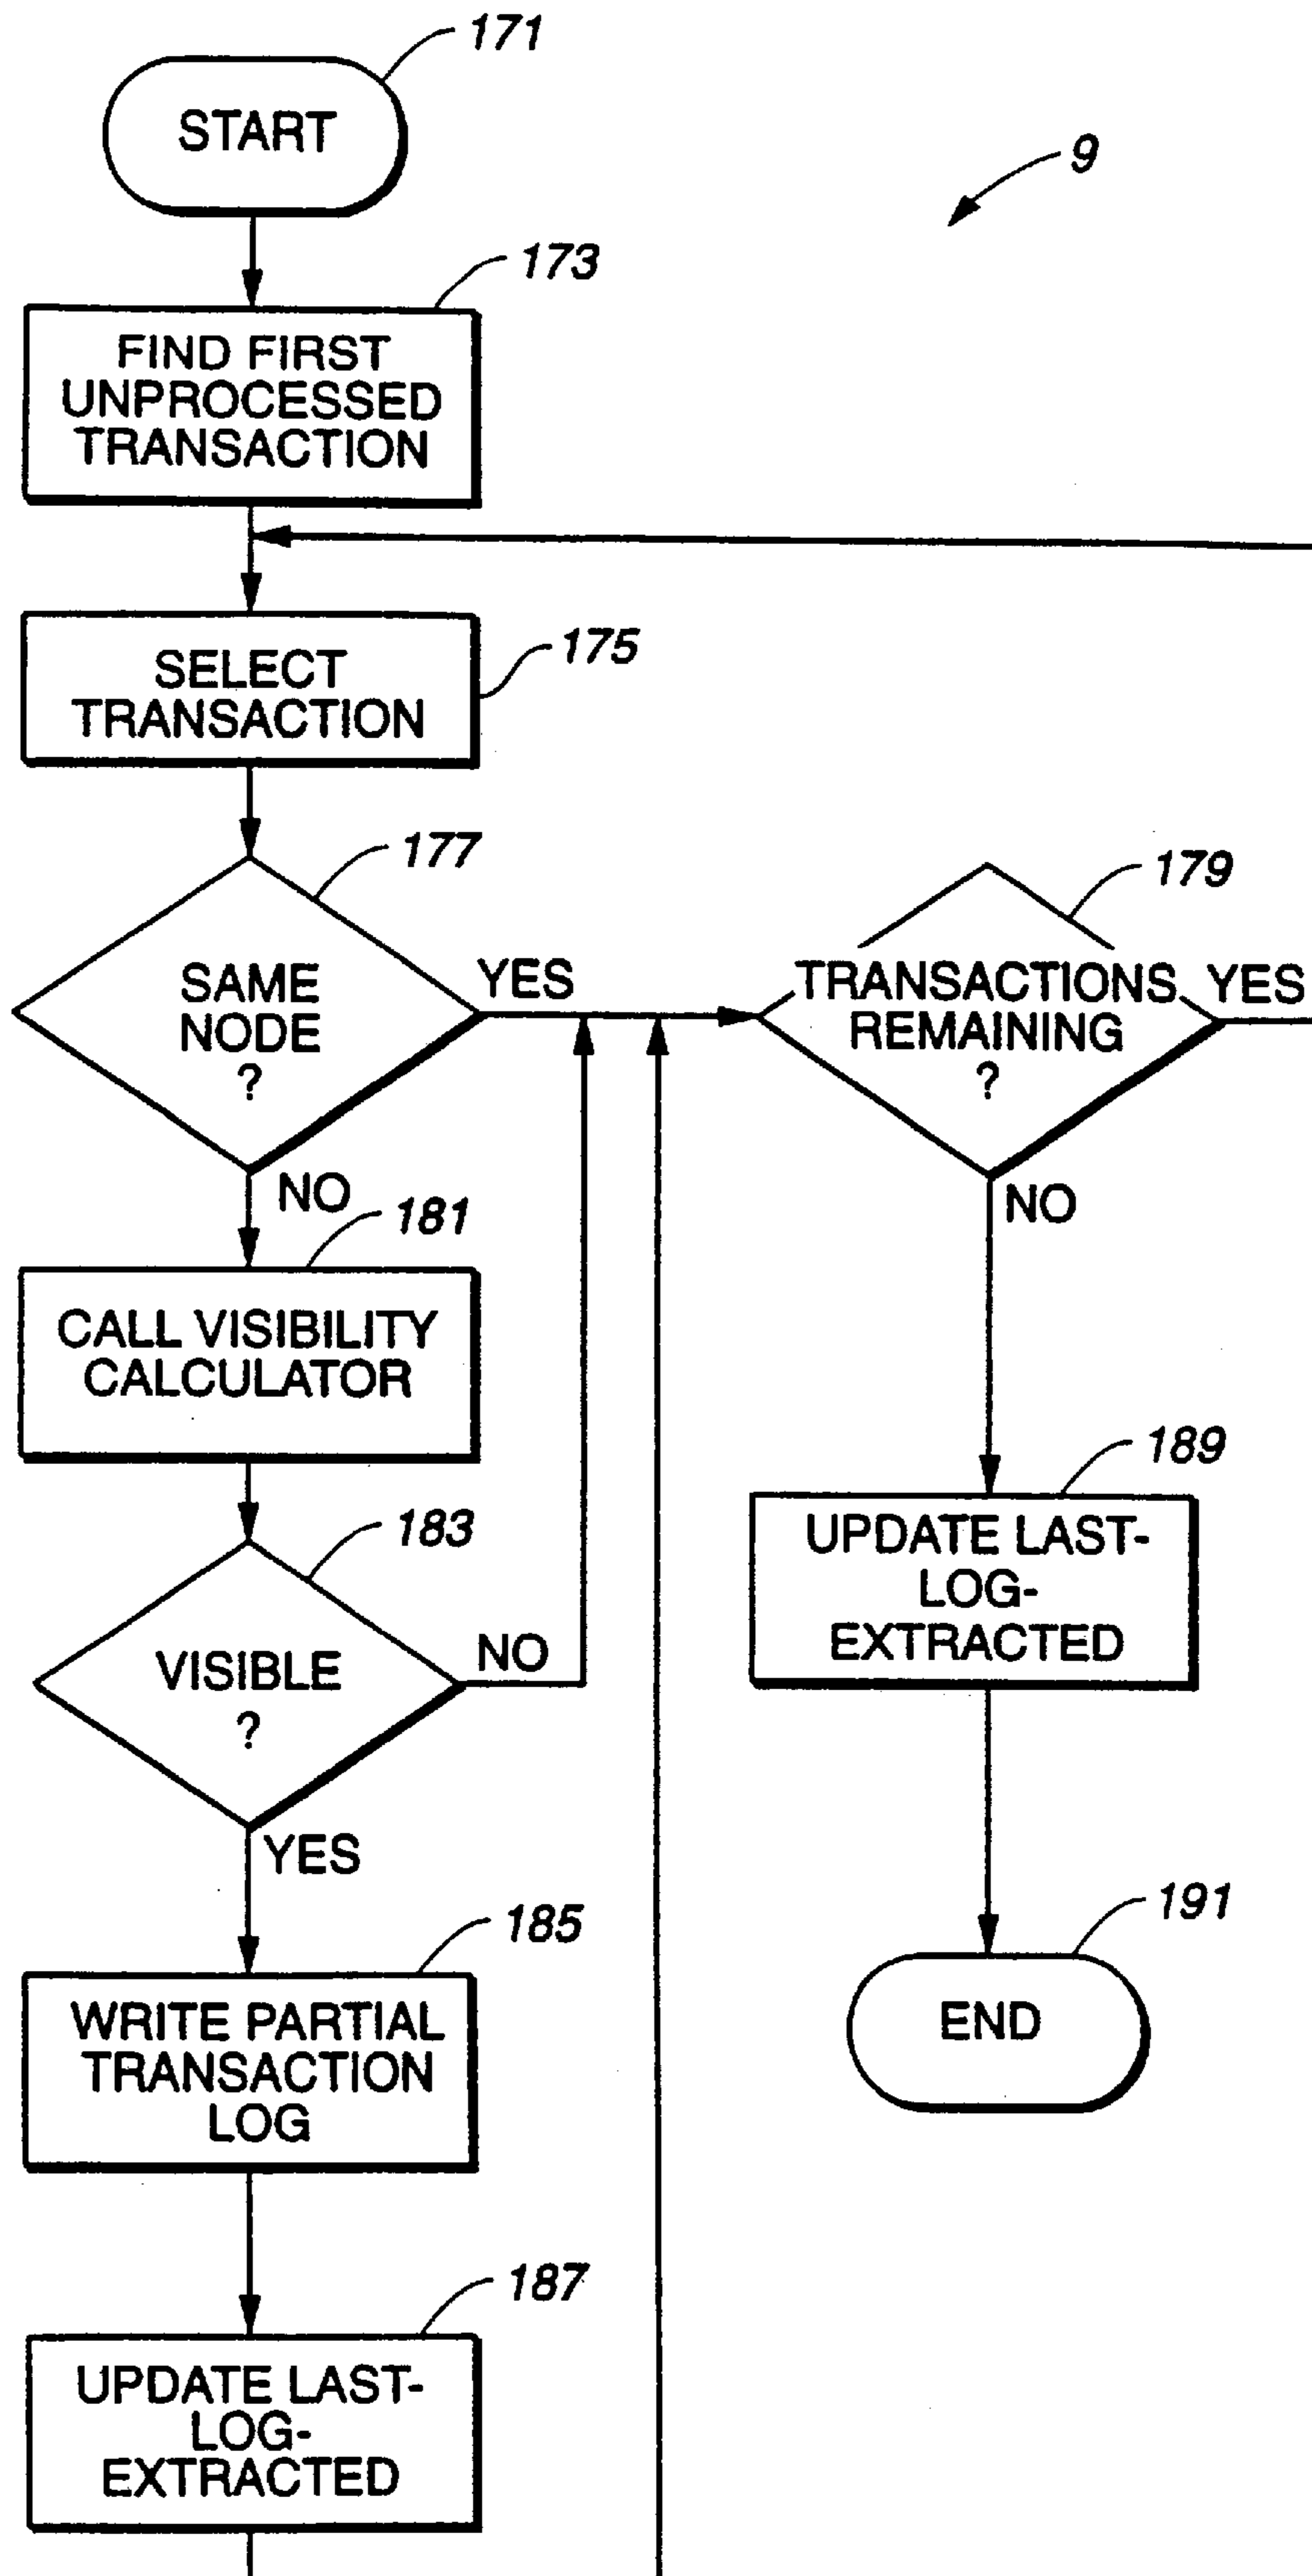 171
START
9
173
FIND FIRST
UNPROCESSED
TRANSACTION
175
SELECT
TRANSACTION
177
SAME
NODE
?
YES
NO
179
TRANSACTIONS
REMAINING
?
YES
NO
181
CALL VISIBILITY
CALCULATOR
183
VISIBLE
?
NO
YES
189
UPDATE LAST-
LOG-
EXTRACTED
185
WRITE PARTIAL
TRANSACTION
LOG
191
END
187
UPDATE LAST-
LOG-
EXTRACTED